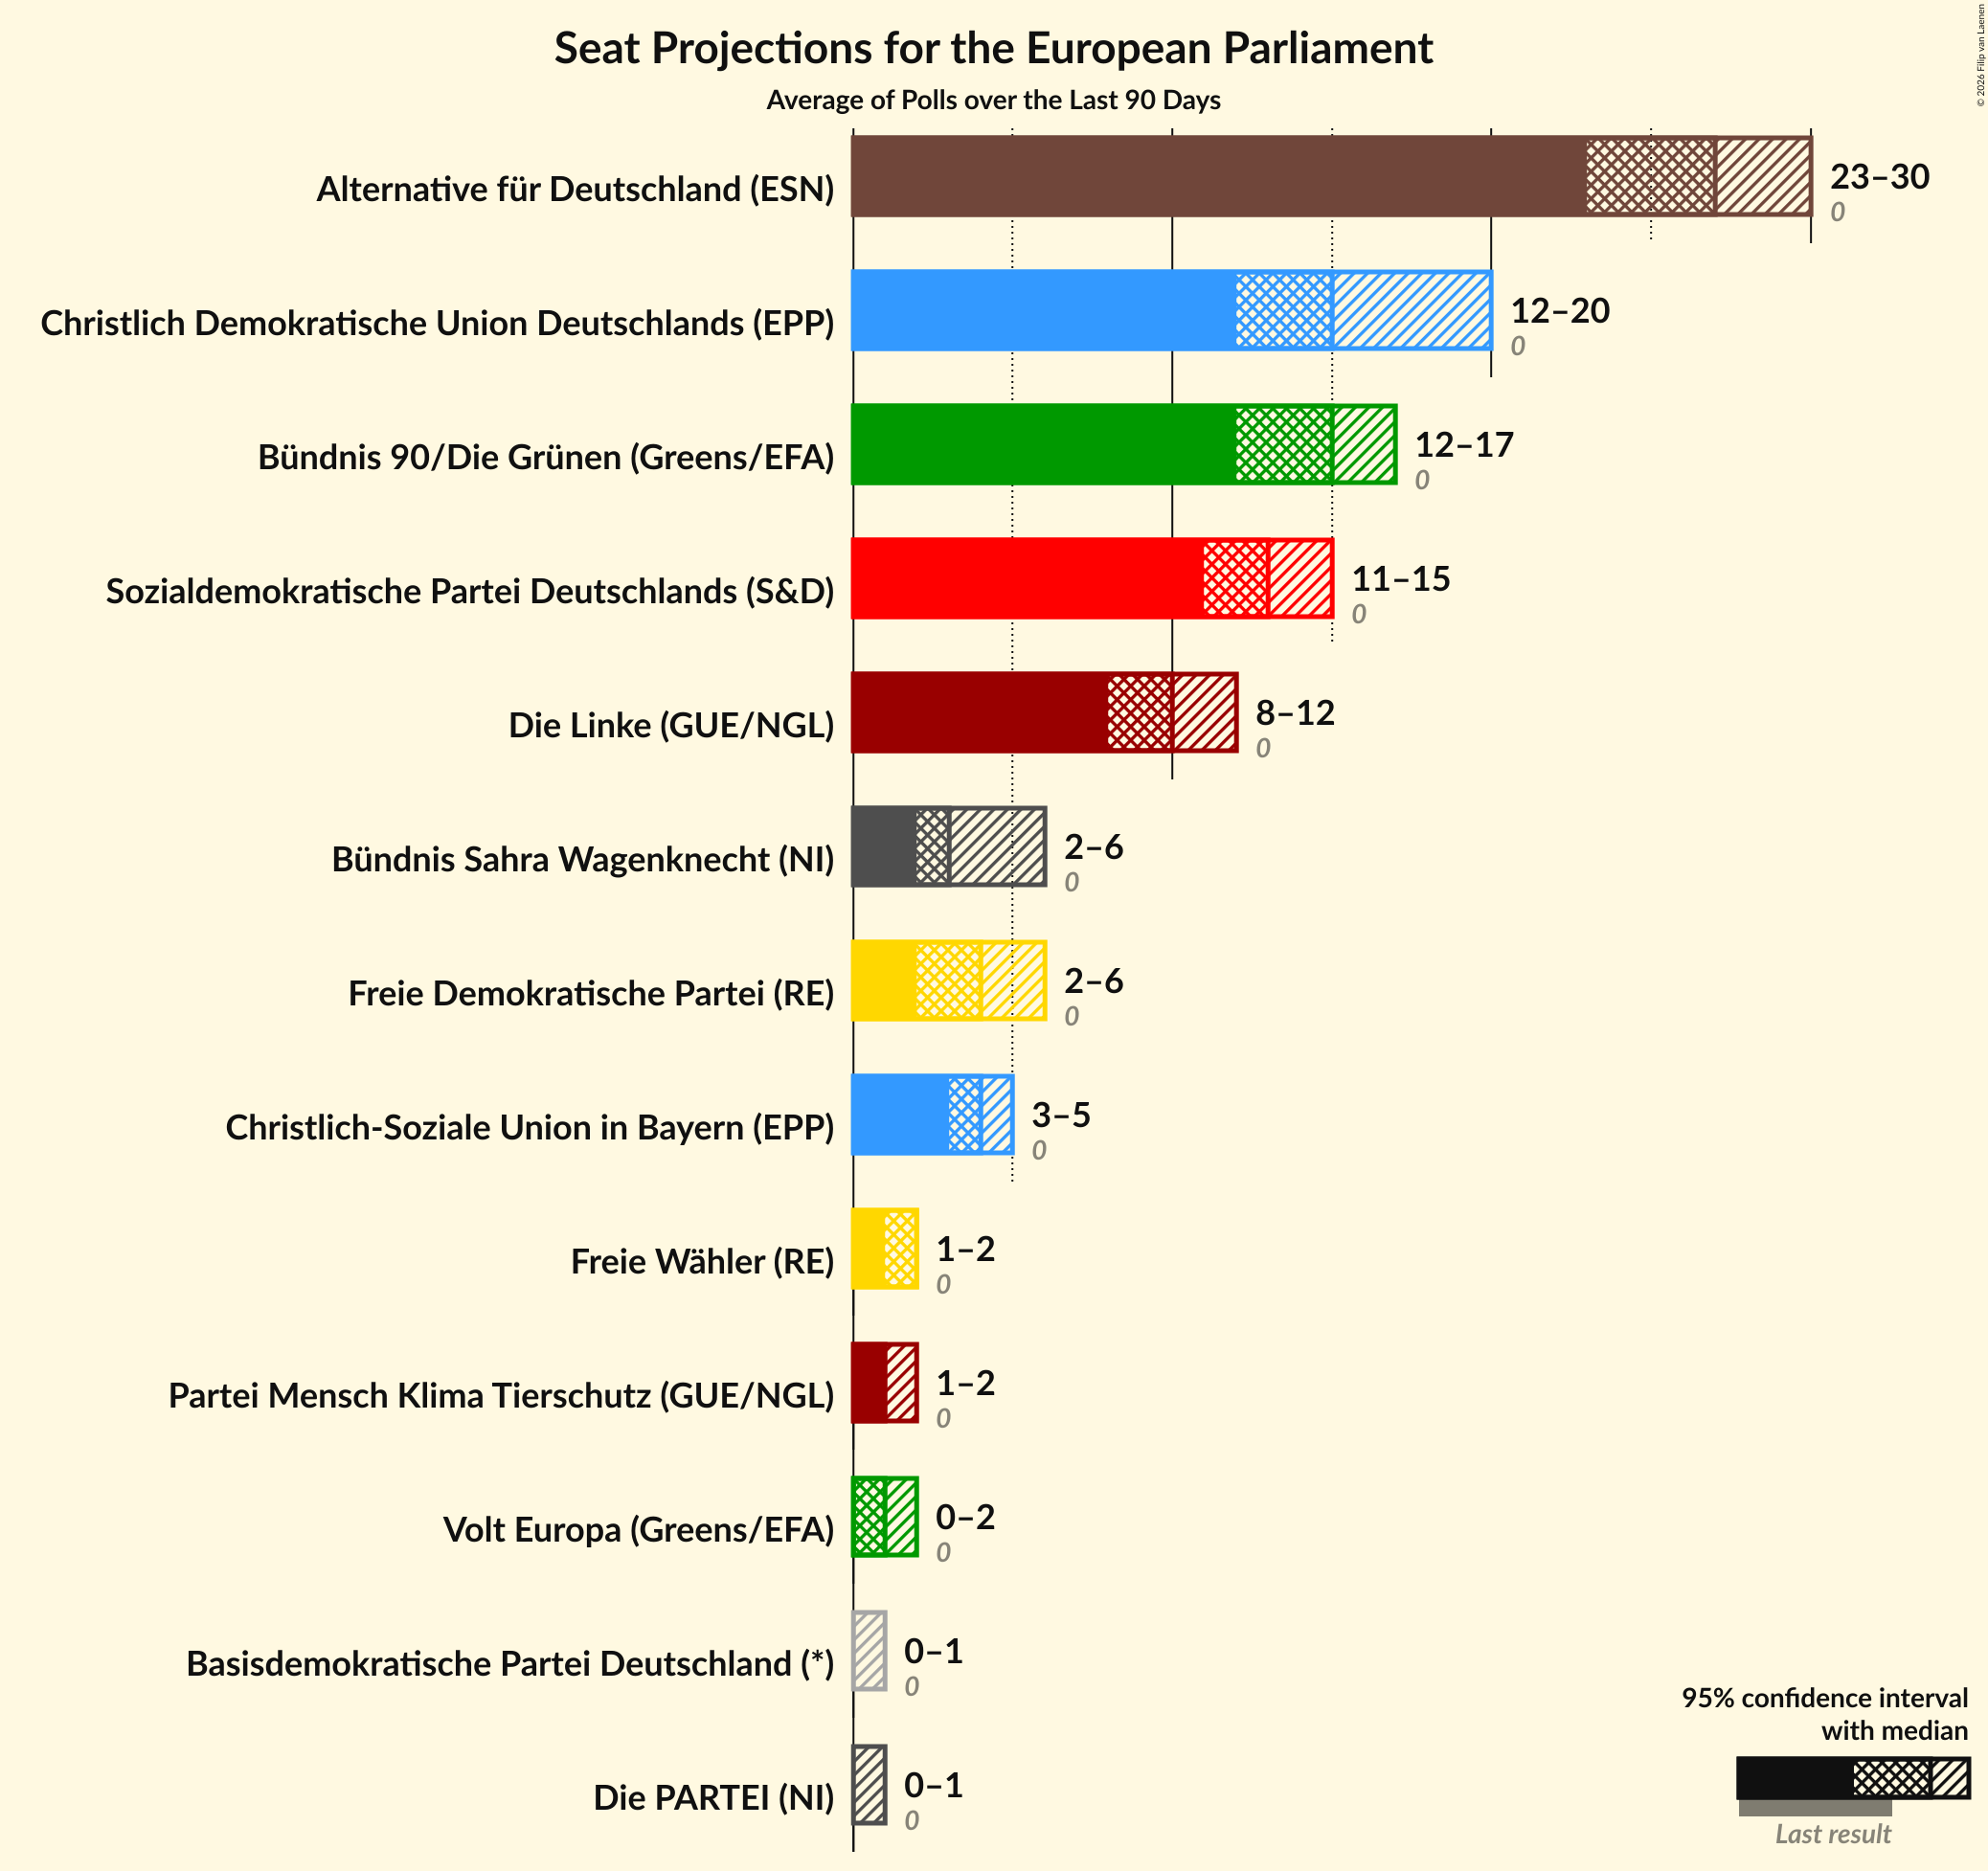 Seat Projections for the European Parliament
Average of Polls over the Last 90 Days
© 2026 Filip van Laenen
Alternative für Deutschland (ESN)
23–30
0
Christlich Demokratische Union Deutschlands (EPP)
12–20
0
Bündnis 90/Die Grünen (Greens/EFA)
12–17
0
Sozialdemokratische Partei Deutschlands (S&D)
11–15
0
Die Linke (GUE/NGL)
8–12
0
Bündnis Sahra Wagenknecht (NI)
2–6
0
Freie Demokratische Partei (RE)
2–6
0
Christlich-Soziale Union in Bayern (EPP)
3–5
0
Freie Wähler (RE)
1–2
0
Partei Mensch Klima Tierschutz (GUE/NGL)
1–2
0
Volt Europa (Greens/EFA)
0–2
0
Basisdemokratische Partei Deutschland (*)
0–1
0
Die PARTEI (NI)
0–1
0
95% confidence interval
with median
Last result